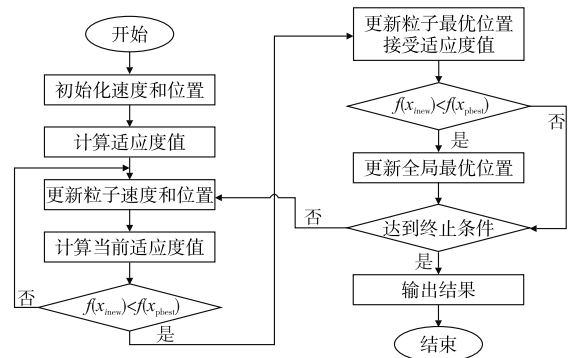 开始
初始化速度和位置
计算适应度值
更新粒子速度和位置
计算当前适应度值
f(xinew)<f(xpbest)
否
是
更新粒子最优位置
接受适应度值
f(xinew)<f(xpbest)
否
是
更新全局最优位置
达到终止条件
否
是
输出结果
结束